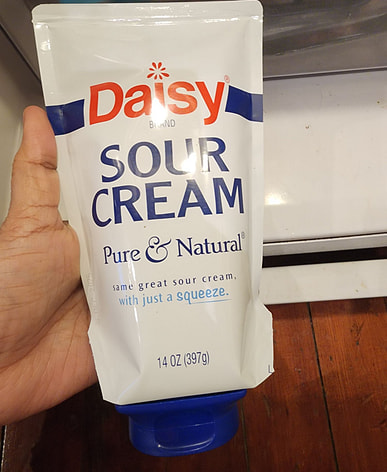 Daisy®
BRAND
SOUR
CREAM
Pure & Natural®
same great sour cream,
with just a squeeze.
14 OZ (397g)
L